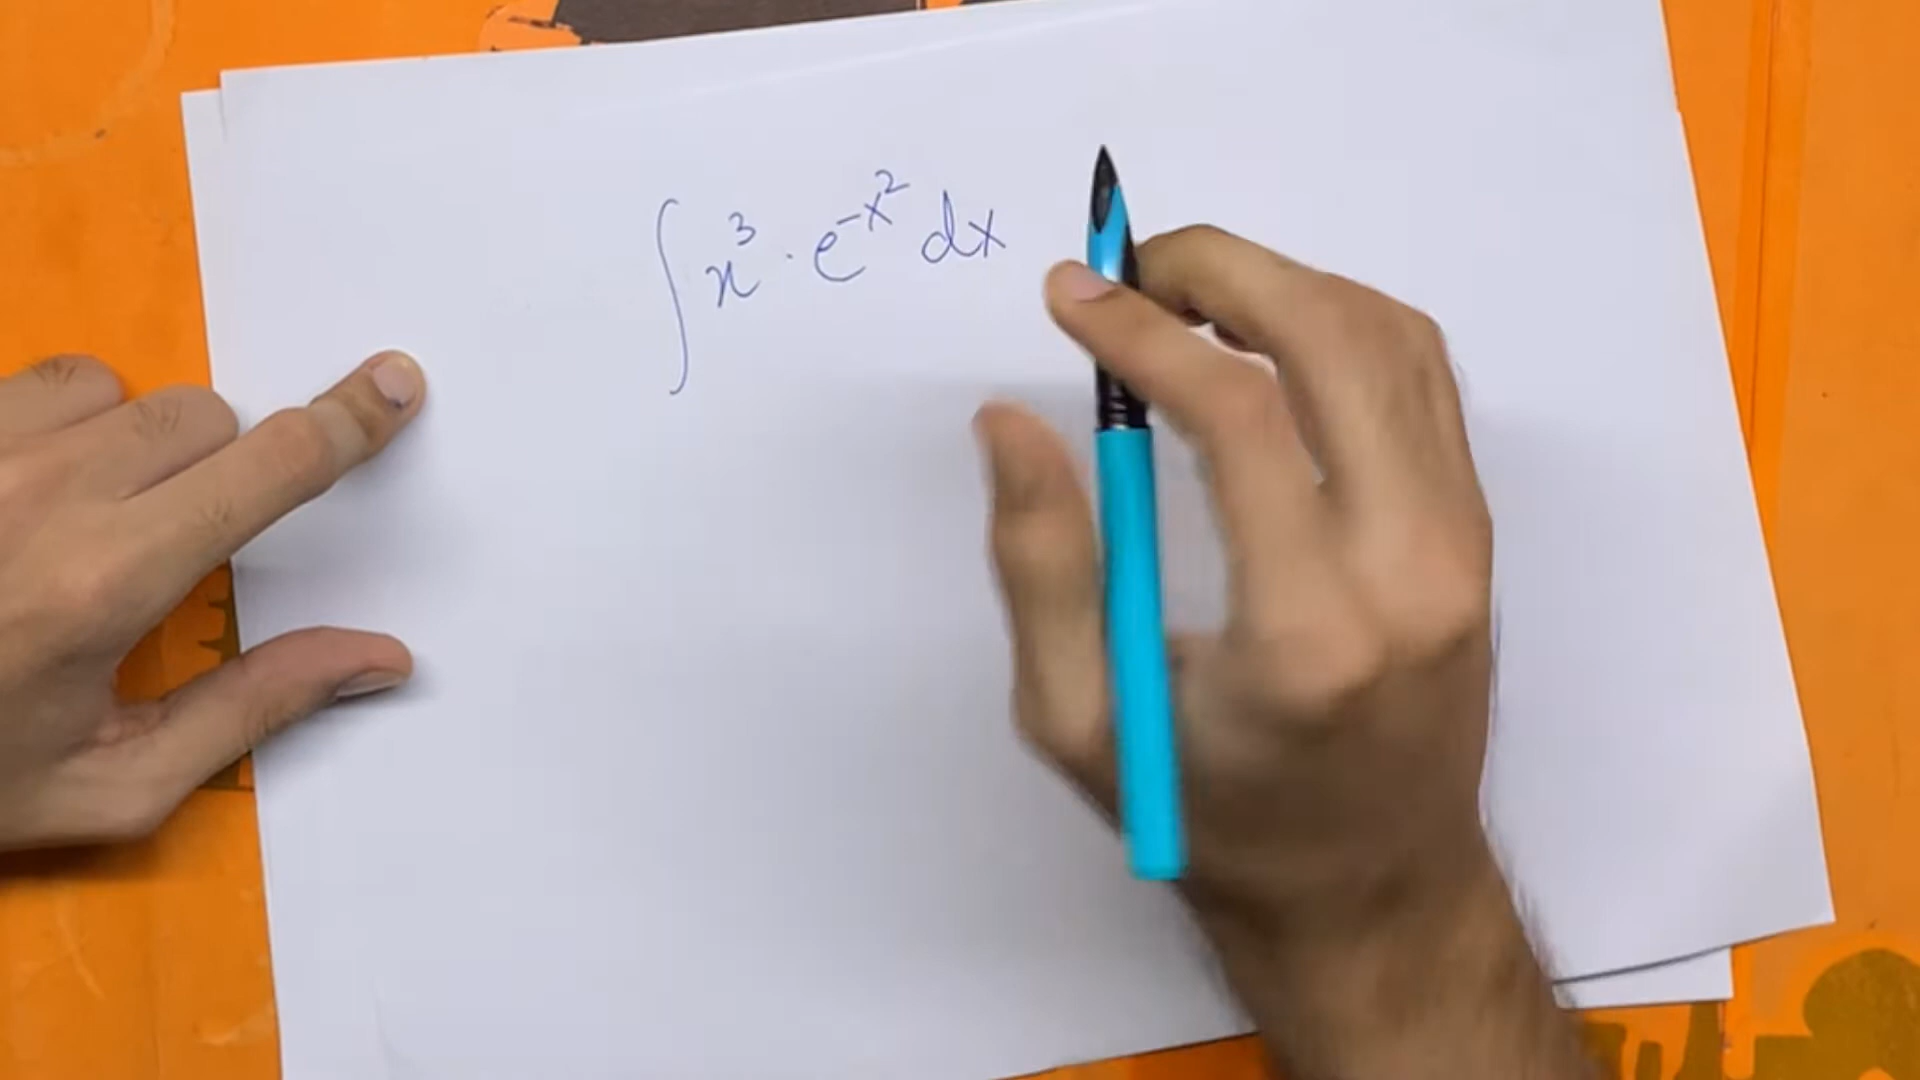 ∫ x³ · e^(-x²) dx